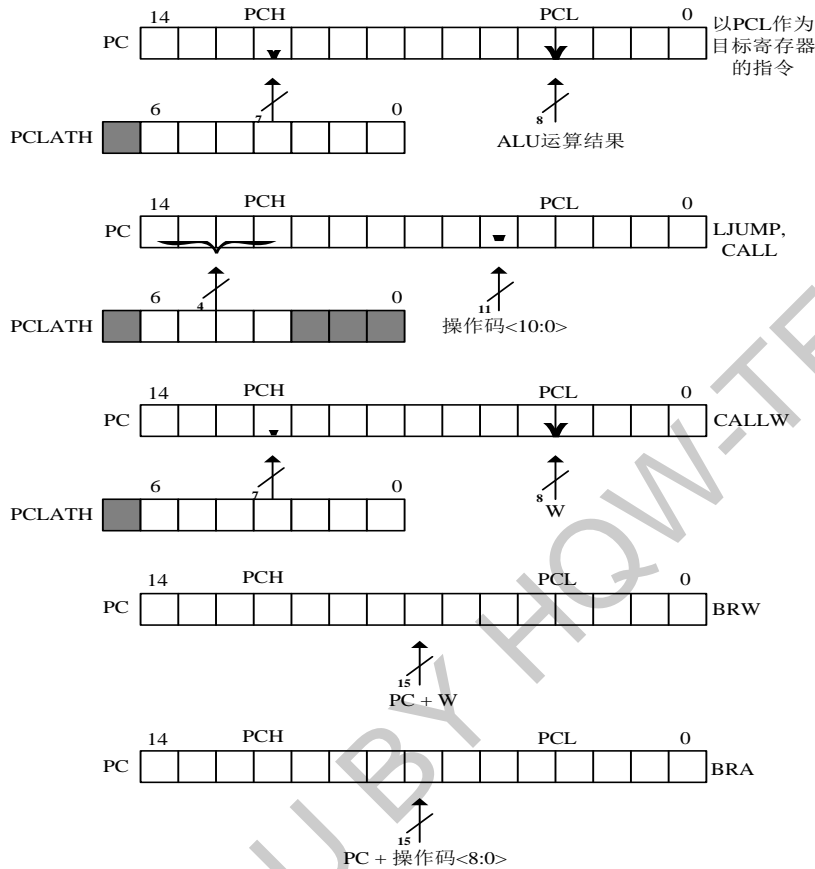 14 PCH PCL 0
PC
以PCL作为
目标寄存器
的指令
6 0
7
8
PCLATH
ALU运算结果
14 PCH PCL 0
PC
LJUMP,
CALL
6 0
4
11
PCLATH
操作码<10:0>
14 PCH PCL 0
PC
CALLW
6 0
7
8
PCLATH
W
14 PCH PCL 0
PC
BRW
15
PC + W
14 PCH PCL 0
PC
BRA
15
PC + 操作码<8:0>
U BY HQW-TE